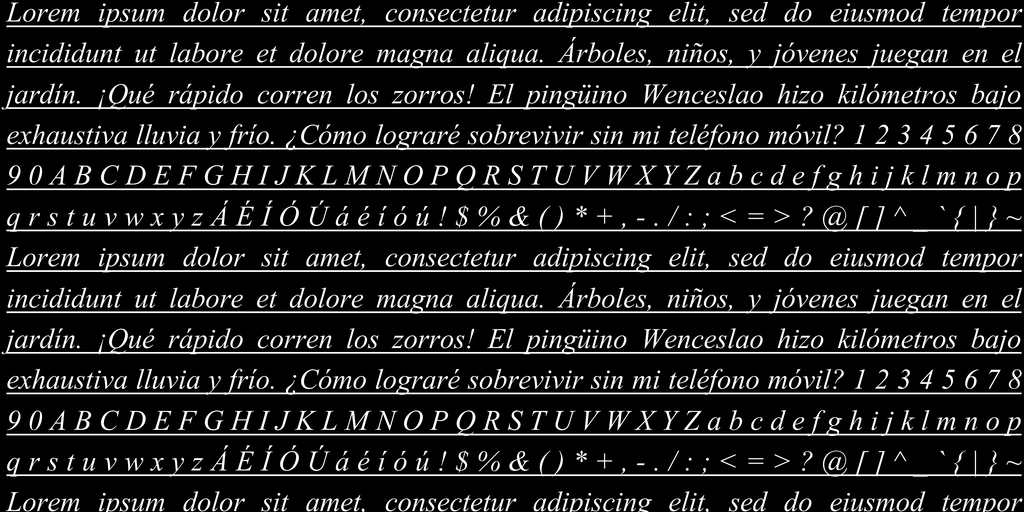 Lorem ipsum dolor sit amet, consectetur adipiscing elit, sed do eiusmod tempor
incididunt ut labore et dolore magna aliqua. Árboles, niños, y jóvenes juegan en el
jardín. ¡Qué rápido corren los zorros! El pingüino Wenceslao hizo kilómetros bajo
exhaustiva lluvia y frío. ¿Cómo lograré sobrevivir sin mi teléfono móvil? 1 2 3 4 5 6 7 8
9 0 A B C D E F G H I J K L M N O P Q R S T U V W X Y Z a b c d e f g h i j k l m n o p
q r s t u v w x y z Á É Í Ó Ú á é í ó ú ! $ % & ( ) * + , - . / : ; < = > ? @ [ ] ^ _ ` { | } ~
Lorem ipsum dolor sit amet, consectetur adipiscing elit, sed do eiusmod tempor
incididunt ut labore et dolore magna aliqua. Árboles, niños, y jóvenes juegan en el
jardín. ¡Qué rápido corren los zorros! El pingüino Wenceslao hizo kilómetros bajo
exhaustiva lluvia y frío. ¿Cómo lograré sobrevivir sin mi teléfono móvil? 1 2 3 4 5 6 7 8
9 0 A B C D E F G H I J K L M N O P Q R S T U V W X Y Z a b c d e f g h i j k l m n o p
q r s t u v w x y z Á É Í Ó Ú á é í ó ú ! $ % & ( ) * + , - . / : ; < = > ? @ [ ] ^ _ ` { | } ~
Lorem ipsum dolor sit amet, consectetur adipiscing elit, sed do eiusmod tempor